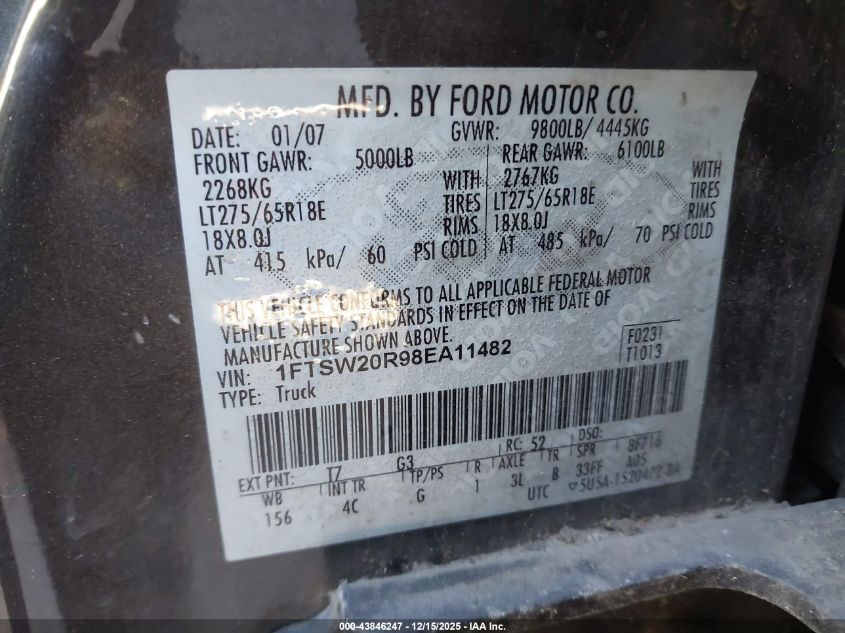 MFD. BY FORD MOTOR CO.
DATE: 01/07 GVWR: 9800LB/ 4445KG
FRONT GAWR: 5000LB REAR GAWR: 6100LB
2268KG WITH 2767KG WITH
LT275/65R18E TIRES LT275/65R18E TIRES
18X8.0J RIMS 18X8.0J RIMS
AT 415 kPa/ 60 PSI COLD AT 485 kPa/ 70 PSI COLD
THIS VEHICLE CONFORMS TO ALL APPLICABLE FEDERAL MOTOR
VEHICLE SAFETY STANDARDS IN EFFECT ON THE DATE OF
MANUFACTURE SHOWN ABOVE.
VIN: 1FTSW20R98EA11482
TYPE: Truck
F0231
T1013
EXT PNT: T7 G3 RC: 52 DSO:
WB INT TR TP/PS R AXLE TR SPR 8F716
156 4C G 1 3L B 33FF A05
UTC ▽5U5A-1520472-BA
000-43846247 - 12/15/2025 - IAA Inc.